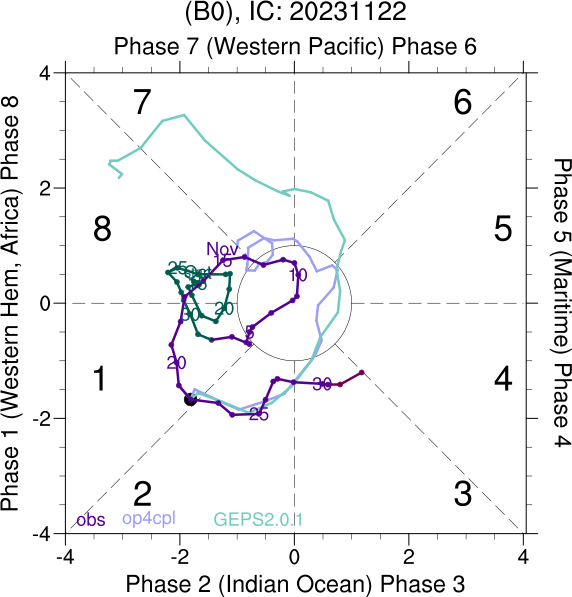 (B0), IC: 20231122
Phase 7 (Western Pacific) Phase 6
4
7
6
Phase 1 (Western Hem, Africa) Phase 8
Phase 5 (Maritime) Phase 4
2
8
5
Nov
15
25
Oct
10
0
20
30
5
20
1
4
30
25
-2
2
3
obs
op4cpl
GEPS2.0.1
-4
-4
-2
0
2
4
Phase 2 (Indian Ocean) Phase 3